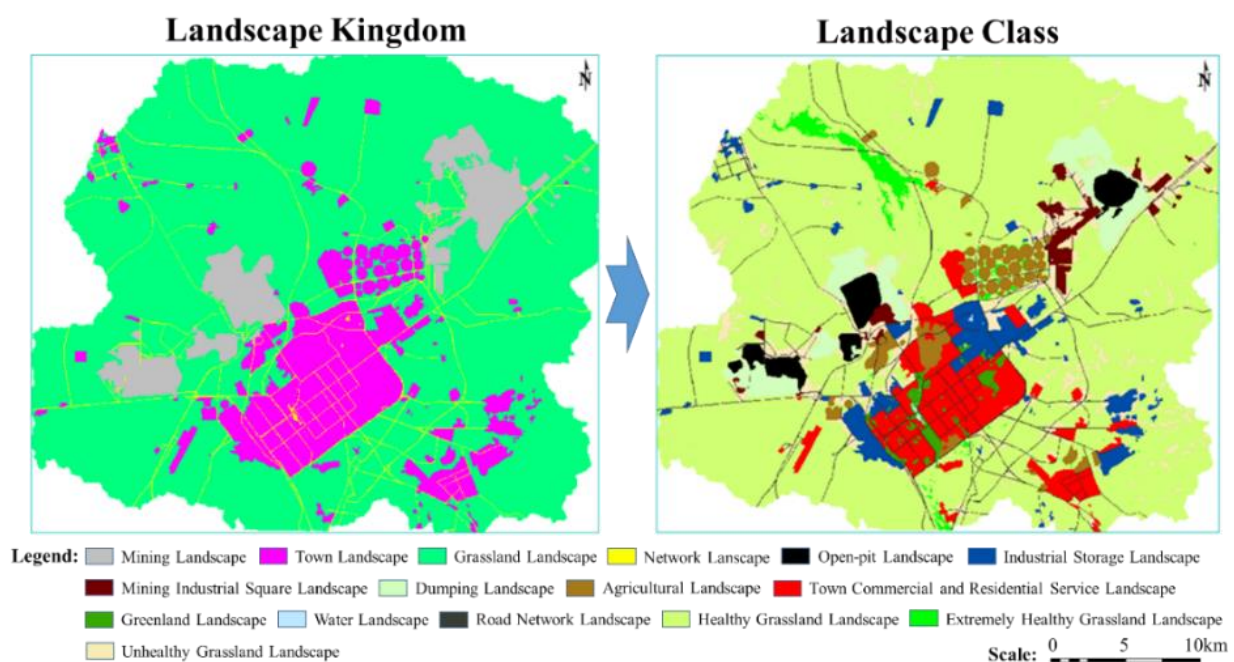 Landscape Kingdom
Landscape Class
N
N
Legend: Mining Landscape Town Landscape Grassland Landscape Network Lanscape Open-pit Landscape Industrial Storage Landscape
Mining Industrial Square Landscape Dumping Landscape Agricultural Landscape Town Commercial and Residential Service Landscape
Greenland Landscape Water Landscape Road Network Landscape Healthy Grassland Landscape Extremely Healthy Grassland Landscape
Unhealthy Grassland Landscape
Scale: 0 5 10km